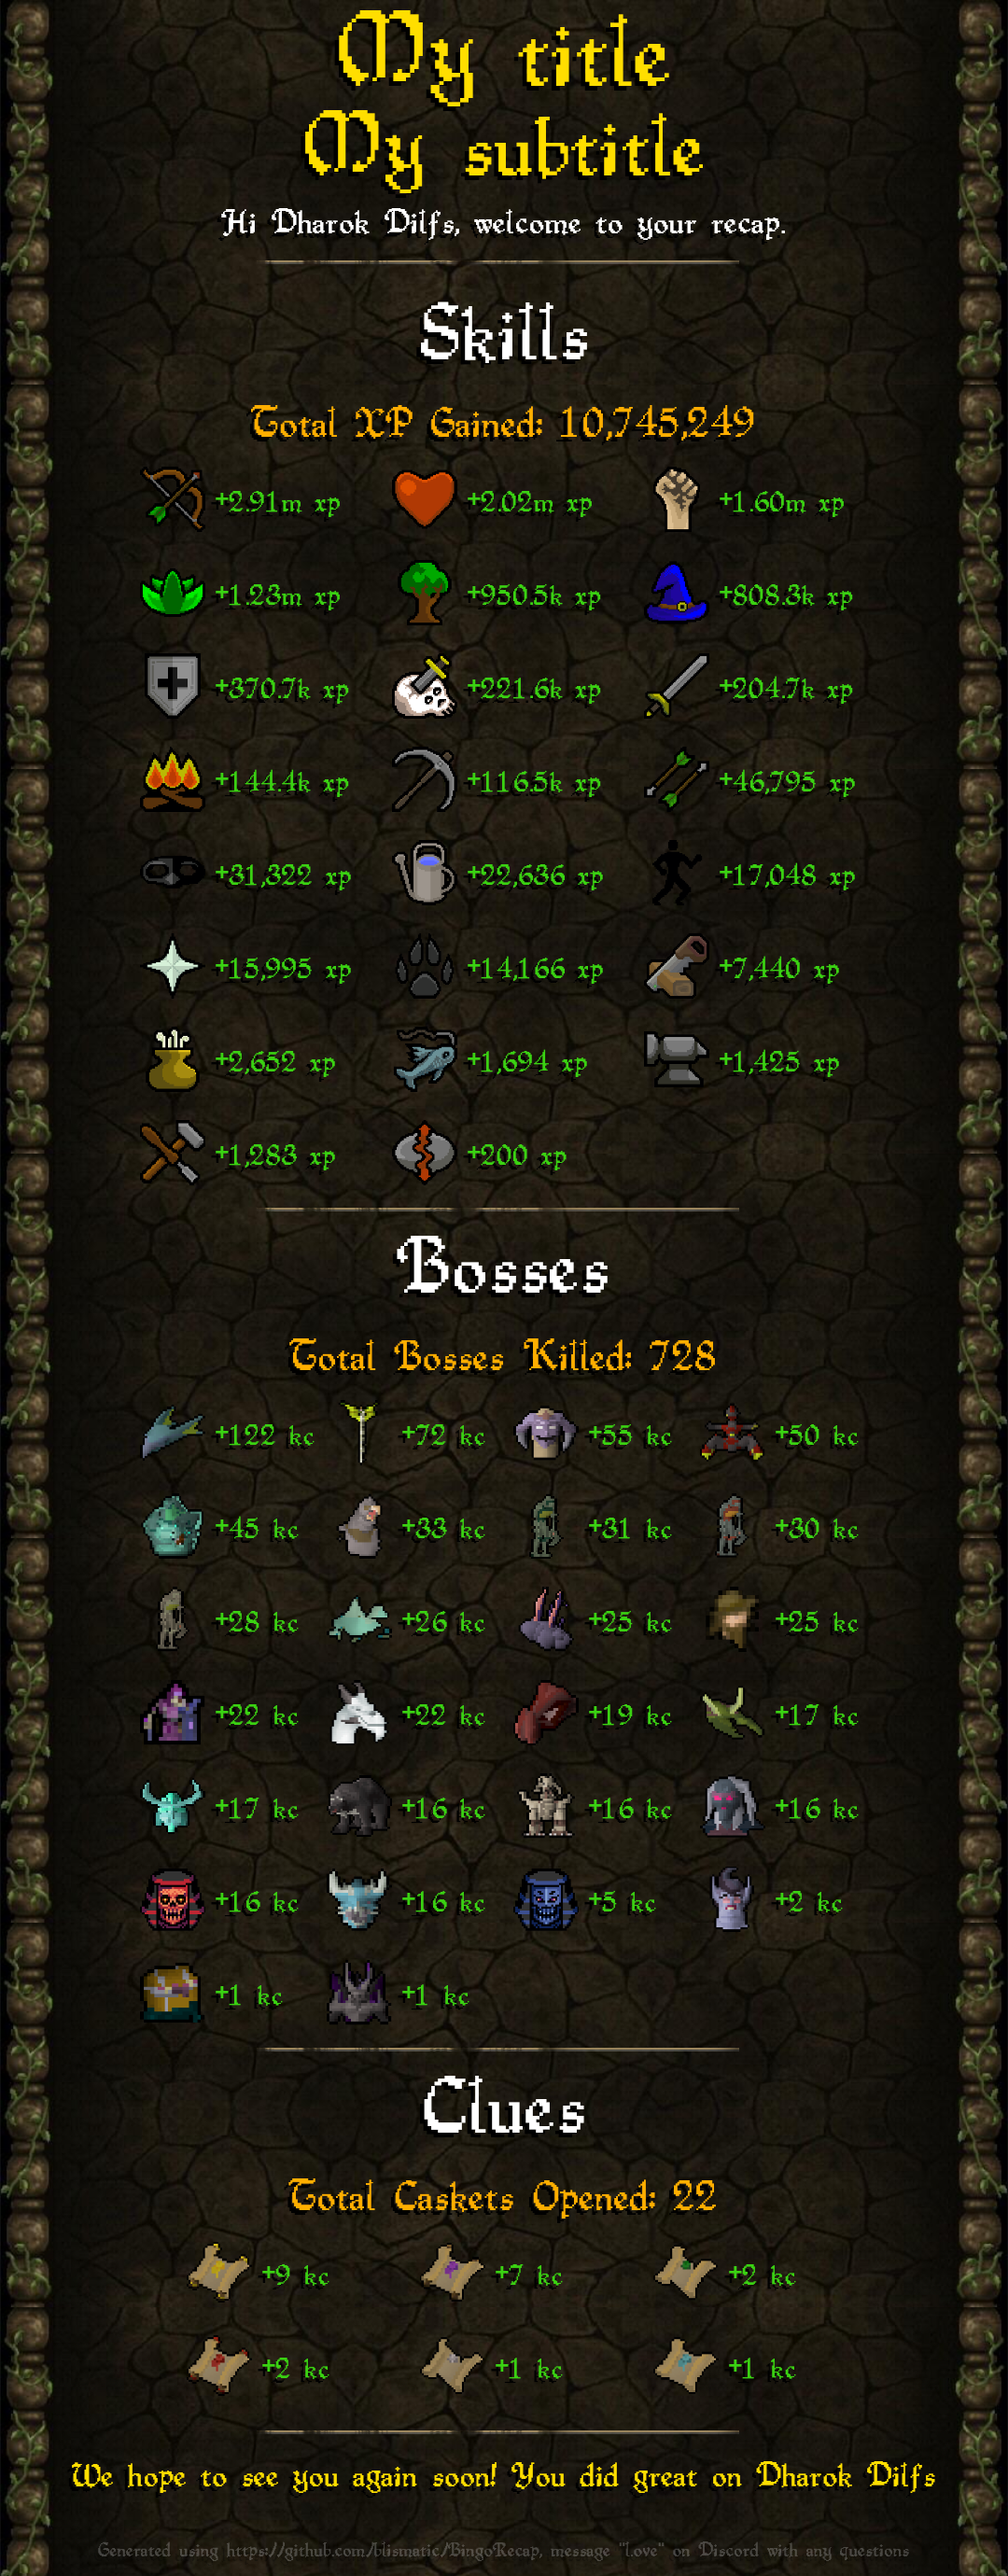 My title
My subtitle
Hi Dharok Dilfs, welcome to your recap.
Skills
Total XP Gained: 10,745,249
+2.91m xp +2.02m xp +1.60m xp
+1.23m xp +950.5k xp +808.3k xp
+370.7k xp +221.6k xp +204.7k xp
+144.4k xp +116.5k xp +46,795 xp
+31,322 xp +22,636 xp +17,048 xp
+15,995 xp +14,166 xp +7,440 xp
+2,652 xp +1,694 xp +1,425 xp
+1,283 xp +200 xp
Bosses
Total Bosses Killed: 728
+122 kc +72 kc +55 kc +50 kc
+45 kc +33 kc +31 kc +30 kc
+28 kc +26 kc +25 kc +25 kc
+22 kc +22 kc +19 kc +17 kc
+17 kc +16 kc +16 kc +16 kc
+16 kc +16 kc +5 kc +2 kc
+1 kc +1 kc
Clues
Total Caskets Opened: 22
+9 kc +7 kc +2 kc
+2 kc +1 kc +1 kc
We hope to see you again soon! You did great on Dharok Dilfs
Generated using https://github.com/blismatic/BingoRecap, message "love" on Discord with any questions